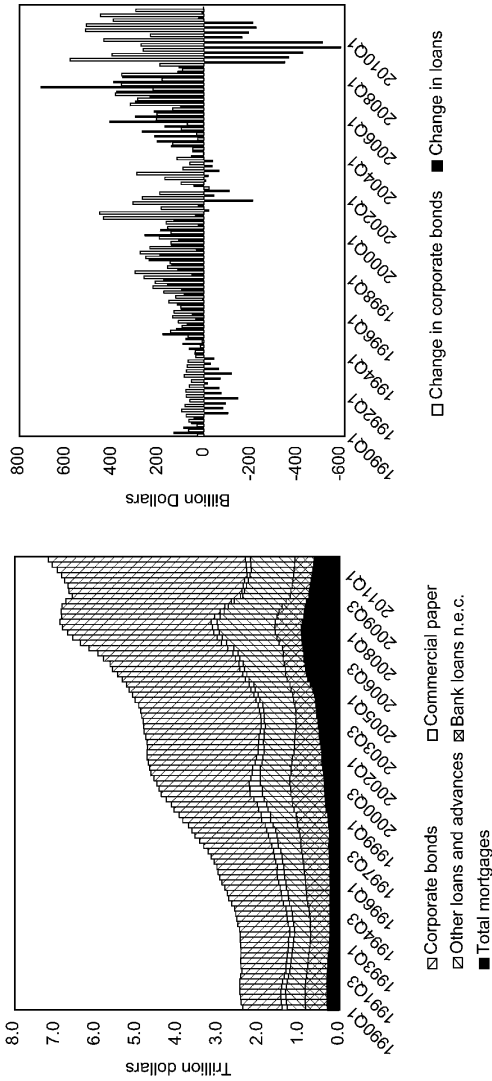 8.0
7.0
6.0
5.0
4.0
3.0
2.0
1.0
0.0
Trillion dollars
1990Q1
1991Q3
1993Q1
1994Q3
1996Q1
1997Q3
1999Q1
2000Q3
2002Q1
2003Q3
2005Q1
2006Q3
2008Q1
2009Q3
2011Q1
Corporate bonds
Commercial paper
Other loans and advances
Bank loans n.e.c.
Total mortgages
800
600
400
200
0
-200
-400
-600
Billion Dollars
1990Q1
1992Q1
1994Q1
1996Q1
1998Q1
2000Q1
2002Q1
2004Q1
2006Q1
2008Q1
2010Q1
Change in corporate bonds
Change in loans